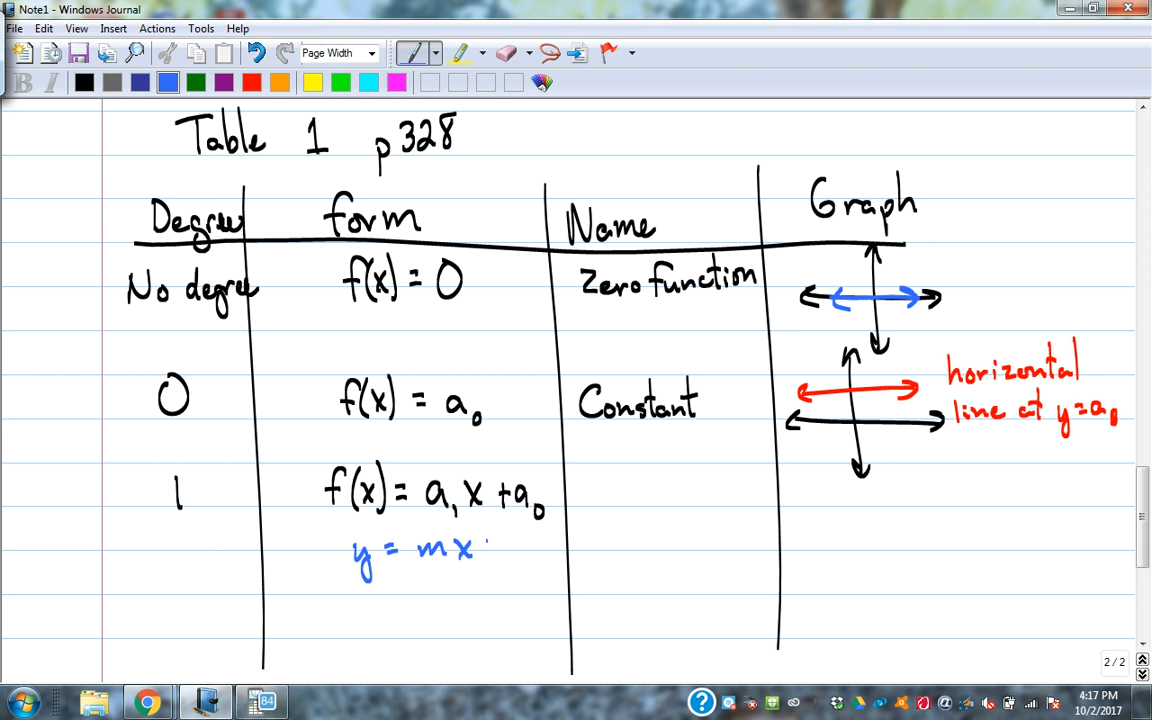 Note1 - Windows Journal
File Edit View Insert Actions Tools Help
Page Width
B I
Table 1 p328
Degree form Name Graph
No degree f(x) = 0 Zero function
0 f(x) = a₀ Constant
horizontal
line at y=a₀
1 f(x) = a₁x + a₀
y = mx
2 / 2
84
4:17 PM
10/2/2017